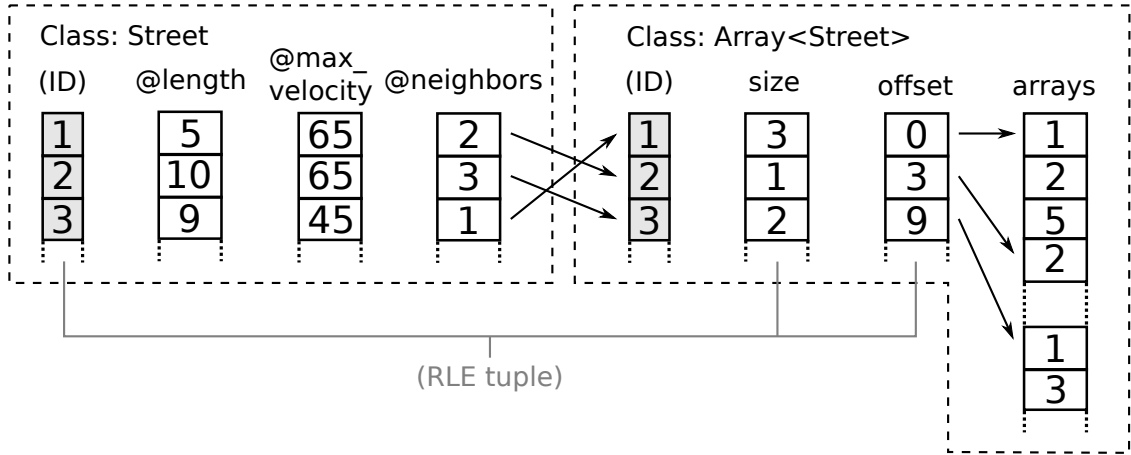 Class: Street
Class: Array<Street>
(ID) @length @max_ velocity @neighbors (ID) size offset arrays
1 5 65 2 1 3 0 1
2 10 65 3 2 1 3 2
3 9 45 1 3 2 9 5
2
1
3
(RLE tuple)